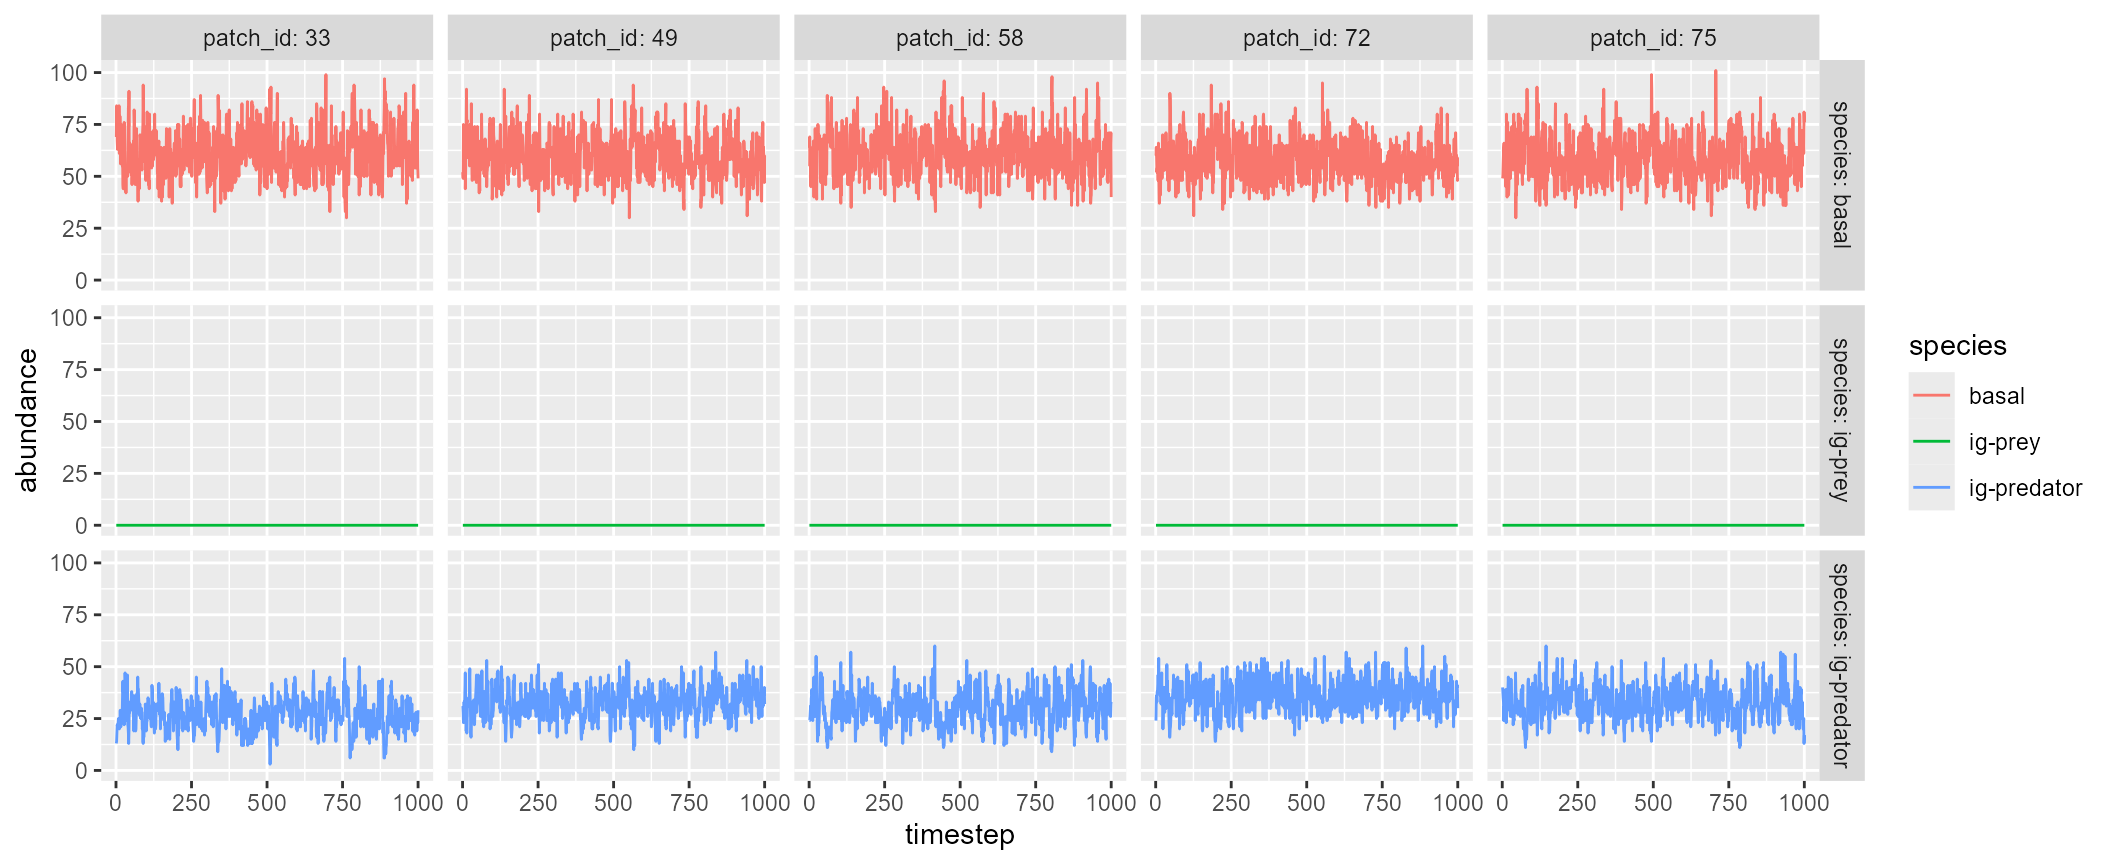 patch_id: 33
patch_id: 49
patch_id: 58
patch_id: 72
patch_id: 75
100
75
50
25
0
species: basal
100
75
50
25
0
species: ig-prey
100
75
50
25
0
species: ig-predator
0 250 500 750 1000
0 250 500 750 1000
0 250 500 750 1000
0 250 500 750 1000
0 250 500 750 1000
timestep
abundance
species
basal
ig-prey
ig-predator